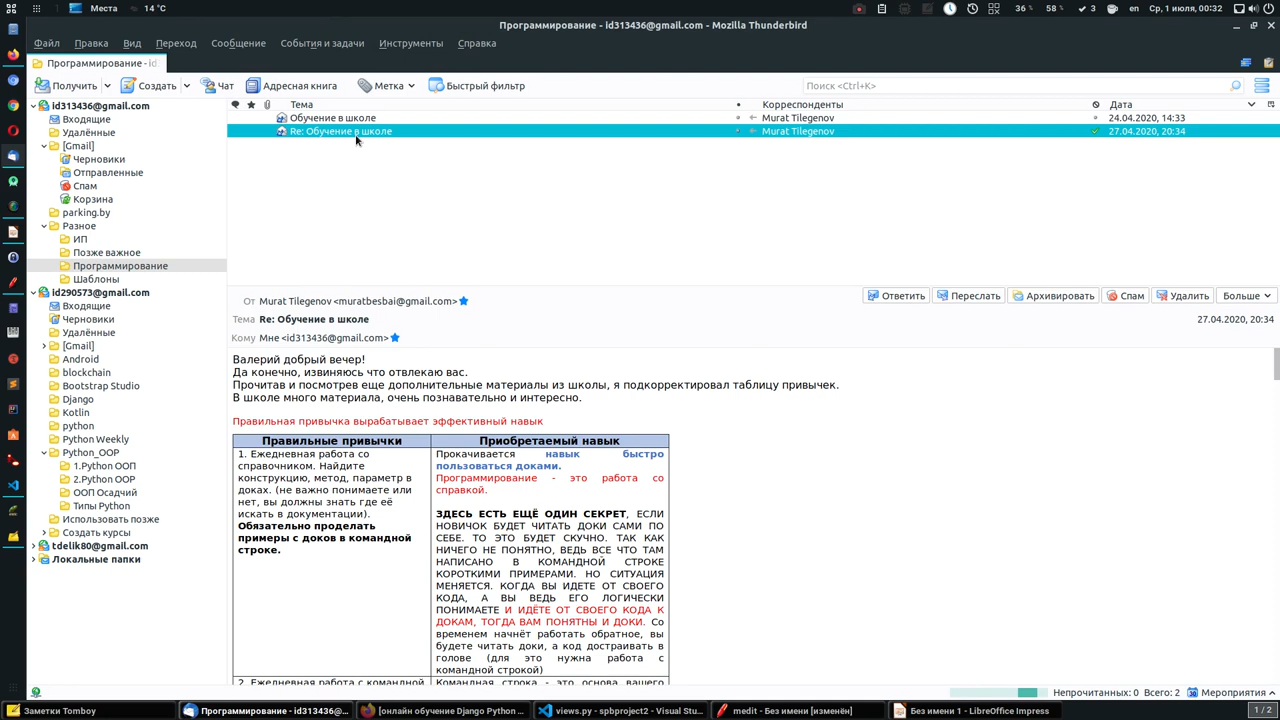 Места
14 °C
36 %
58 %
3
en
Ср, 1 июля, 00:32
Программирование - id313436@gmail.com - Mozilla Thunderbird
Файл Правка Вид Переход Сообщение События и задачи Инструменты Справка
Программирование - id
Получить Создать Чат Адресная книга Метка Быстрый фильтр Поиск <Ctrl+K>
Тема Корреспонденты Дата
Обучение в школе Murat Tilegenov 24.04.2020, 14:33
Re: Обучение в школе Murat Tilegenov 27.04.2020, 20:34
id313436@gmail.com
Входящие
Удалённые
[Gmail]
Черновики
Отправленные
Спам
Корзина
parking.by
Разное
ИП
Позже важное
Программирование
Шаблоны
id290573@gmail.com
Входящие
Черновики
Удалённые
[Gmail]
Android
blockchain
Bootstrap Studio
Django
Kotlin
python
Python Weekly
Python_OOP
1.Python ООП
2.Python OOP
ООП Осадчий
Типы Python
Использовать позже
Создать курсы
tdelik80@gmail.com
Локальные папки
От Murat Tilegenov <muratbesbai@gmail.com>
Ответить Переслать Архивировать Спам Удалить Больше
Тема Re: Обучение в школе 27.04.2020, 20:34
Кому Мне <id313436@gmail.com>
Валерий добрый вечер!
Да конечно, извиняюсь что отвлекаю вас.
Прочитав и посмотрев еще дополнительные материалы из школы, я подкорректировал таблицу привычек.
В школе много материала, очень познавательно и интересно.
Правильная привычка вырабатывает эффективный навык
Правильные привычки
1. Ежедневная работа со
справочником. Найдите
конструкцию, метод, параметр в
доках. (не важно понимаете или
нет, вы должны знать где её
искать в документации).
Обязательно проделать
примеры с доков в командной
строке.
2. Ежедневная работа с командной
Приобретаемый навык
Прокачивается навык быстро
пользоваться доками.
Программирование - это работа со
справкой.
ЗДЕСЬ ЕСТЬ ЕЩЁ ОДИН СЕКРЕТ, ЕСЛИ
НОВИЧОК БУДЕТ ЧИТАТЬ ДОКИ САМИ ПО
СЕБЕ. ТО ЭТО БУДЕТ СКУЧНО. ТАК КАК
НИЧЕГО НЕ ПОНЯТНО, ВЕДЬ ВСЕ ЧТО ТАМ
НАПИСАНО В КОМАНДНОЙ СТРОКЕ
КОРОТКИМИ ПРИМЕРАМИ. НО СИТУАЦИЯ
МЕНЯЕТСЯ. КОГДА ВЫ ИДЕТЕ ОТ СВОЕГО
КОДА, А ВЫ ВЕДЬ ЕГО ЛОГИЧЕСКИ
ПОНИМАЕТЕ И ИДЁТЕ ОТ СВОЕГО КОДА К
ДОКАМ, ТОГДА ВАМ ПОНЯТНЫ И ДОКИ. Со
временем начнёт работать обратное, вы
будете читать доки, а код достраивать в
голове (для это нужна работа с
командной строкой)
Командная строка - это основа вашего
Непрочитанных: 0 Всего: 2 Мероприятия
Заметки Tomboy
Программирование - id313436@...
[онлайн обучение Django Python ...
views.py - spbproject2 - Visual Stu...
medit - Без имени [изменён]
Без имени 1 - LibreOffice Impress
1 / 2